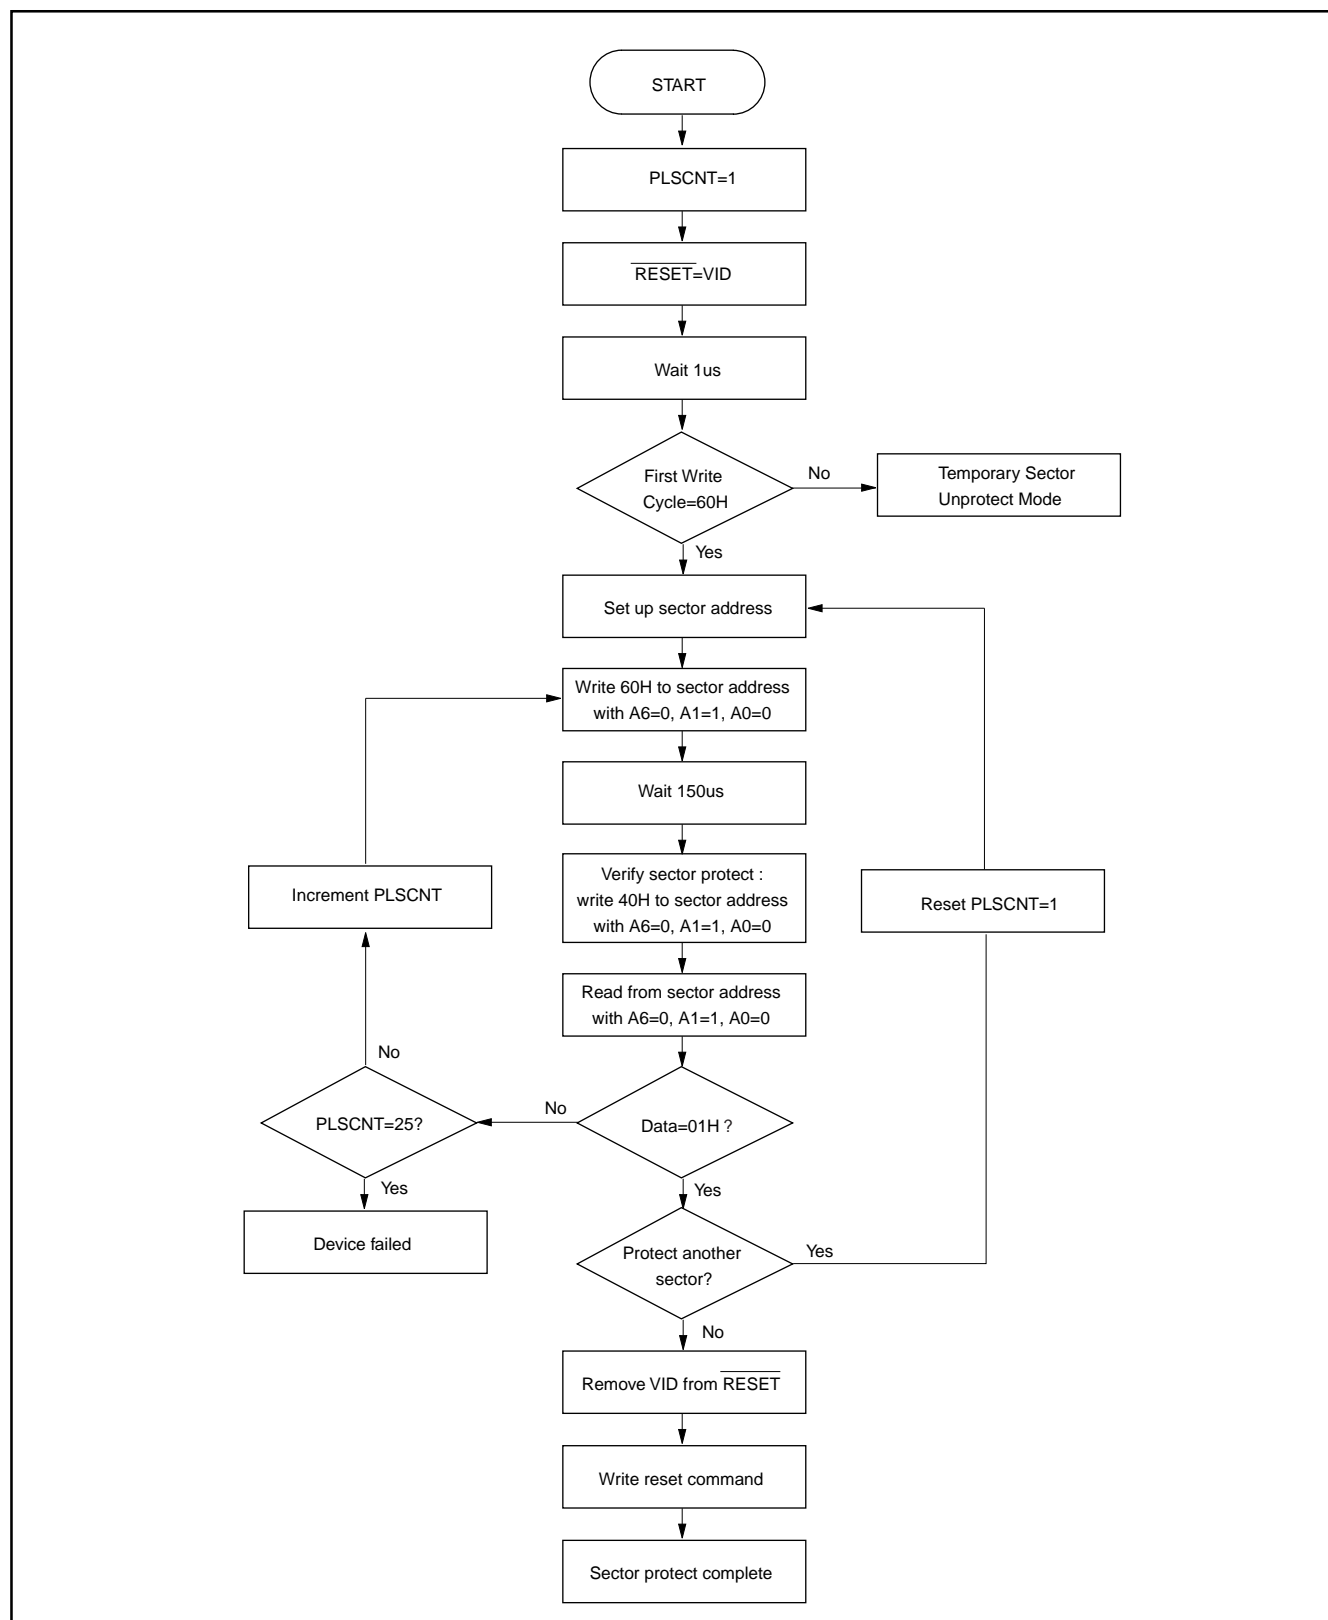 START
PLSCNT=1
RESET=VID
Wait 1us
First Write
Cycle=60H
No
Temporary Sector
Unprotect Mode
Yes
Set up sector address
Write 60H to sector address
with A6=0, A1=1, A0=0
Wait 150us
Increment PLSCNT
Verify sector protect :
write 40H to sector address
with A6=0, A1=1, A0=0
Reset PLSCNT=1
Read from sector address
with A6=0, A1=1, A0=0
No
PLSCNT=25?
No
Data=01H ?
Yes
Device failed
Yes
Protect another
sector?
Yes
No
Remove VID from RESET
Write reset command
Sector protect complete